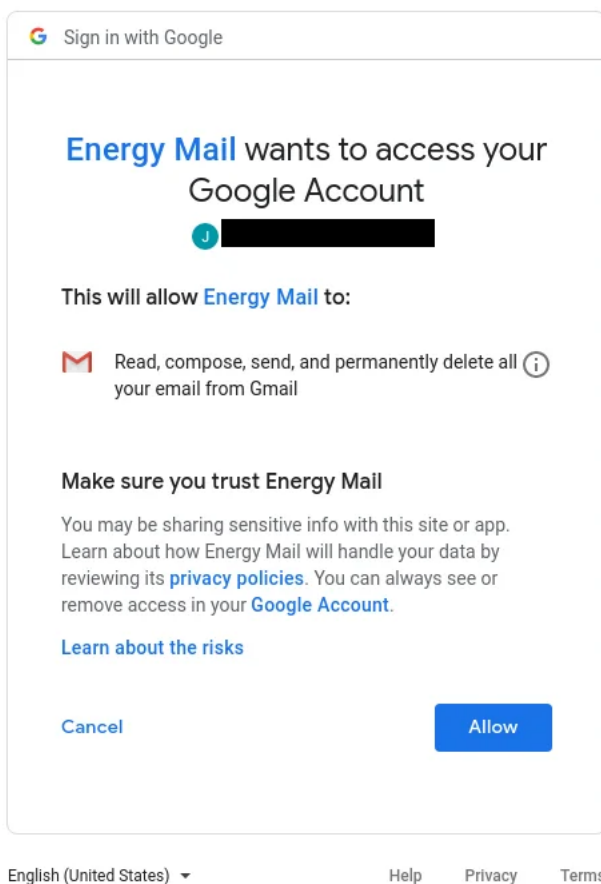 Sign in with Google
Energy Mail wants to access your
Google Account
J
This will allow Energy Mail to:
Read, compose, send, and permanently delete all
your email from Gmail
Make sure you trust Energy Mail
You may be sharing sensitive info with this site or app.
Learn about how Energy Mail will handle your data by
reviewing its privacy policies. You can always see or
remove access in your Google Account.
Learn about the risks
Cancel
Allow
English (United States)
Help
Privacy
Terms